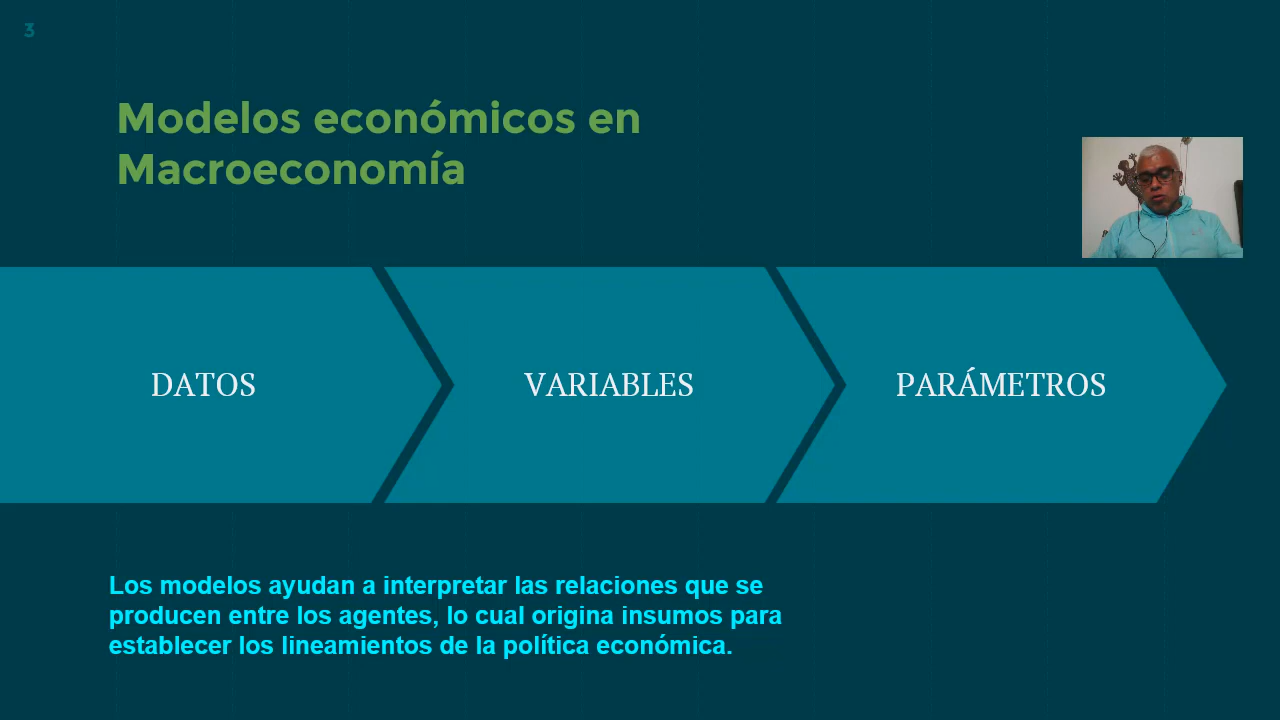 3
Modelos económicos en
Macroeconomía
DATOS
VARIABLES
PARÁMETROS
Los modelos ayudan a interpretar las relaciones que se
producen entre los agentes, lo cual origina insumos para
establecer los lineamientos de la política económica.